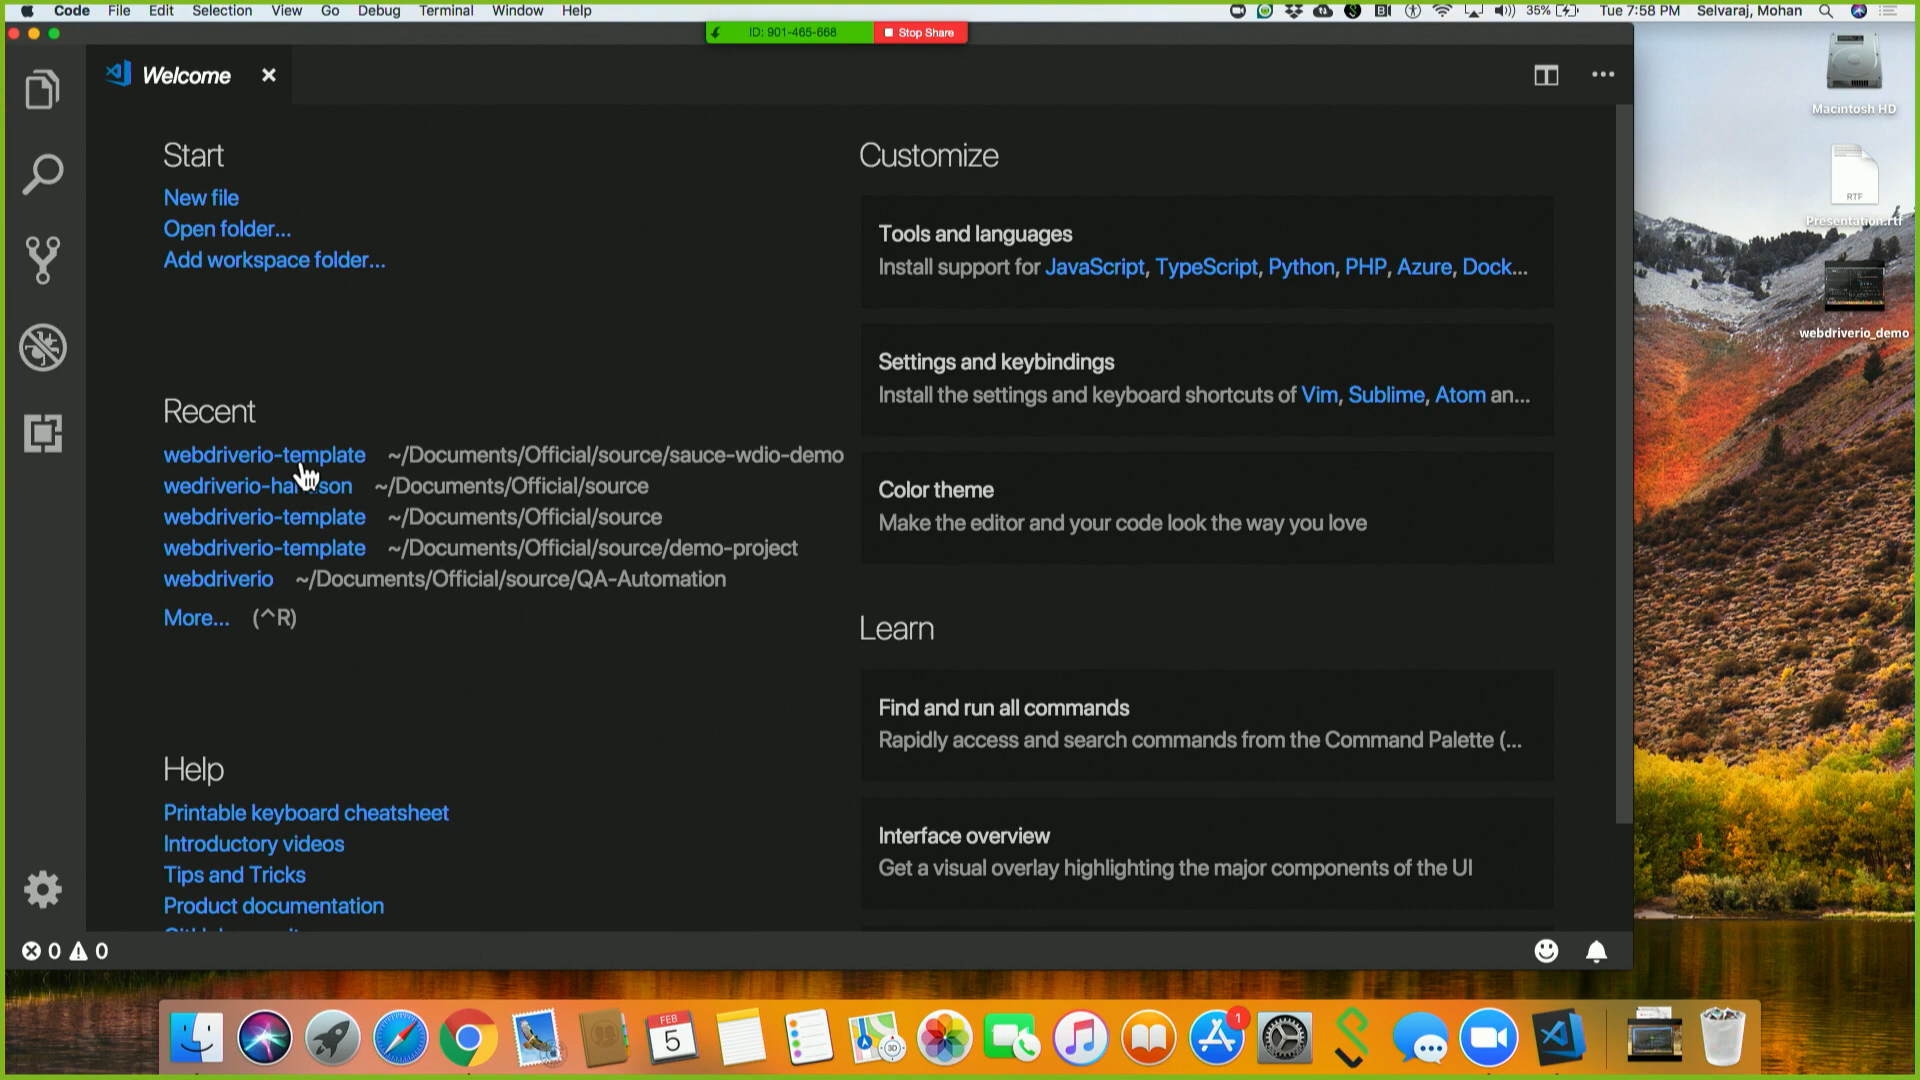 Code File Edit Selection View Go Debug Terminal Window Help
35% Tue 7:58 PM Selvaraj, Mohan
ID: 901-465-668 Stop Share
Welcome
Macintosh HD
RTF
Presentation.rtf
webdriverio_demo
Start
New file
Open folder...
Add workspace folder...
Recent
webdriverio-template ~/Documents/Official/source/sauce-wdio-demo
~/Documents/Official/source
webdriverio-template ~/Documents/Official/source
webdriverio-template ~/Documents/Official/source/demo-project
webdriverio ~/Documents/Official/source/QA-Automation
More... (^R)
Help
Printable keyboard cheatsheet
Introductory videos
Tips and Tricks
Product documentation
Customize
Tools and languages
Install support for JavaScript, TypeScript, Python, PHP, Azure, Dock...
Settings and keybindings
Install the settings and keyboard shortcuts of Vim, Sublime, Atom an...
Color theme
Make the editor and your code look the way you love
Learn
Find and run all commands
Rapidly access and search commands from the Command Palette (...
Interface overview
Get a visual overlay highlighting the major components of the UI
0 0
FEB
5
3D
1